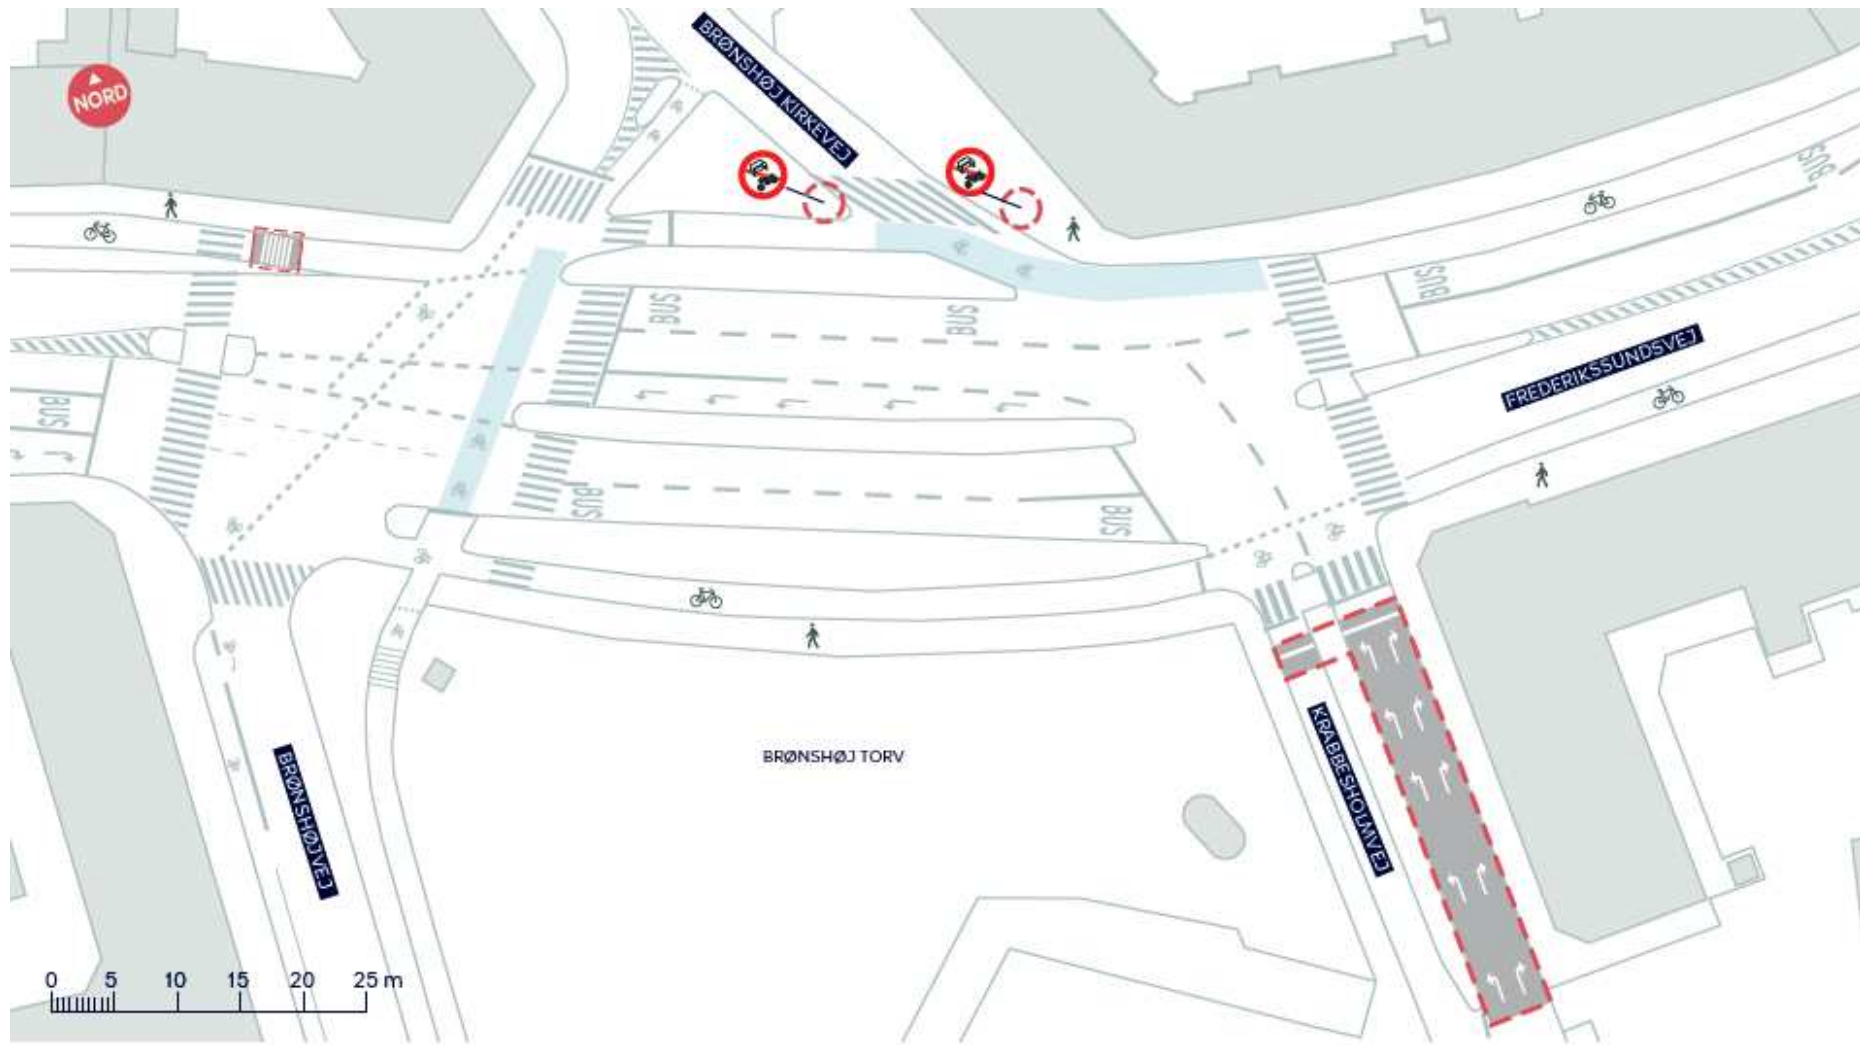 BRØNSHØJ KIRKEVEJ
NORD
BUS
BUS
BUS
BUS
FREDERIKSSUNDSVEJ
BUS
BUS
BUS
KRABBESHOLMVEJ
BRØNSHØJ TORV
BRØNSHØJVEJ
0 5 10 15 20 25 m